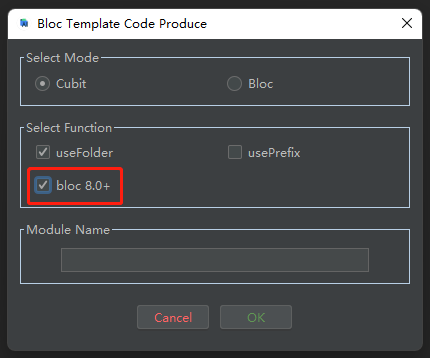 Bloc Template Code Produce
Select Mode
Cubit
Bloc
Select Function
useFolder
usePrefix
bloc 8.0+
Module Name
Cancel
OK